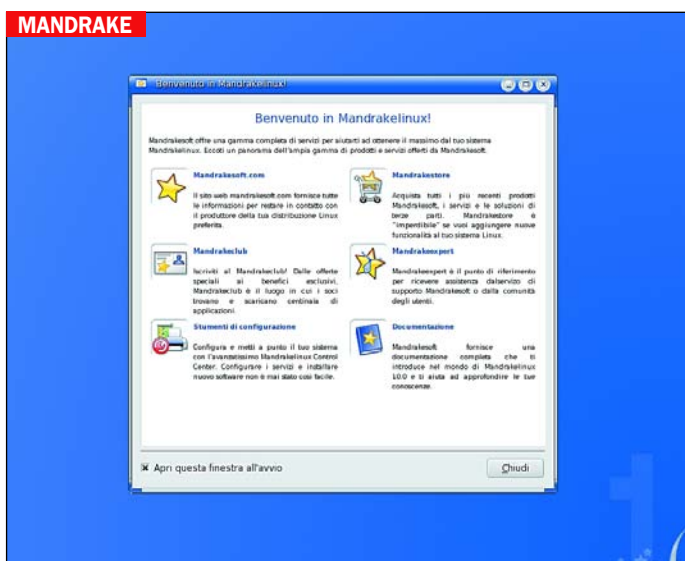 MANDRAKE
Benvenuto in Mandrakelinux!
Benvenuto in Mandrakelinux!
Mandrakesoft offre una gamma completa di servizi per aiutarti ad ottenere il massimo dal tuo sistema
Mandrakelinux. Eccoti un panorama dell'ampia gamma di prodotti e servizi offerti da Mandrakesoft.
Mandrakesoft.com
Il sito web mandrakesoft.com fornisce tutte
le informazioni per restare in contatto con
il produttore della tua distribuzione Linux
preferita.
Mandrakestore
Acquista tutti i più recenti prodotti
Mandrakesoft, i servizi e le soluzioni di
terze parti. Mandrakestore è
"imperdibile" se vuoi aggiungere nuove
funzionalità al tuo sistema Linux.
Mandrakeclub
Iscriviti al Mandrakeclub! Dalle offerte
speciali ai benefici esclusivi,
Mandrakeclub è il luogo in cui i soci
trovano e scaricano centinaia di
applicazioni.
Mandrakeexpert
Mandrakeexpert è il punto di riferimento
per ricevere assistenza dalservizo di
supporto Mandrakesoft o dalla comunità
degli utenti.
Stumenti di configurazione
Configura e metti a punto il tuo sistema
con l'avanzatissimo Mandrakelinux Control
Center. Configurare i servizi e installare
nuovo software non è mai stato così facile.
Documentazione
Mandrakesoft fornisce una
documentazione completa che ti
introduce nel mondo di Mandrakelinux
10.0 e ti aiuta ad approfondire le tue
conoscenze.
Apri questa finestra all'avvio
Chiudi
1